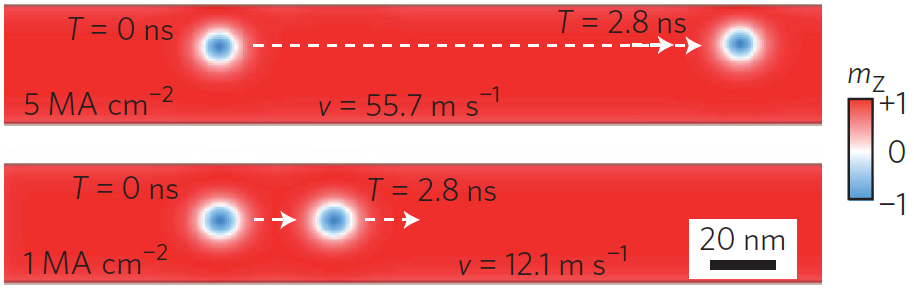 T = 0 ns
T = 2.8 ns
5 MA cm⁻²
v = 55.7 m s⁻¹
T = 0 ns
T = 2.8 ns
1 MA cm⁻²
v = 12.1 m s⁻¹
20 nm
mZ
+1
0
−1